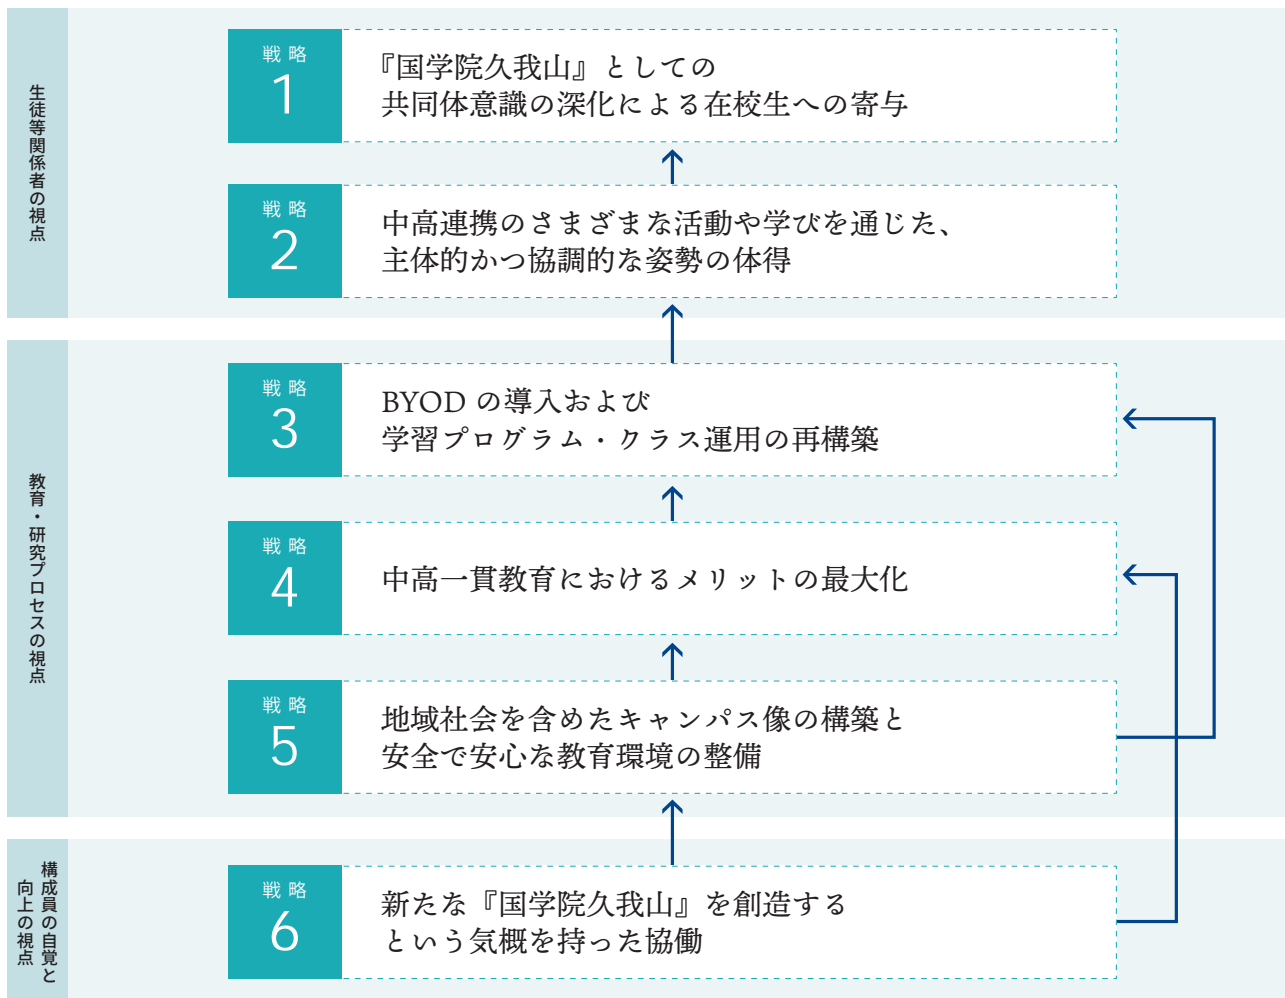 生徒等関係者の視点
戦略
1
『国学院久我山』としての
共同体意識の深化による在校生への寄与
戦略
2
中高連携のさまざまな活動や学びを通じた、
主体的かつ協調的な姿勢の体得
教育・研究プロセスの視点
戦略
3
BYOD の導入および
学習プログラム・クラス運用の再構築
戦略
4
中高一貫教育におけるメリットの最大化
戦略
5
地域社会を含めたキャンパス像の構築と
安全で安心な教育環境の整備
構成員の自覚と
向上の視点
戦略
6
新たな『国学院久我山』を創造する
という気概を持った協働